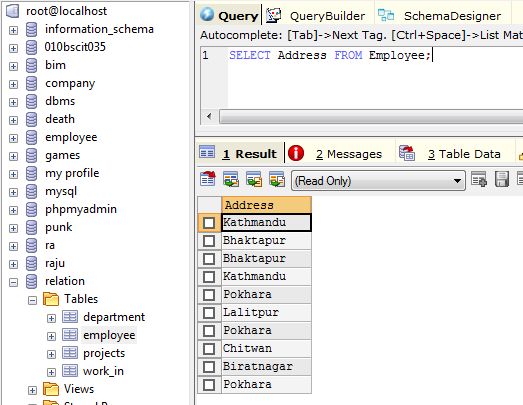 root@localhost
information_schema
010bscit035
bim
company
dbms
death
employee
games
my profile
mysql
phpmyadmin
punk
ra
raju
relation
Tables
department
employee
projects
work_in
Views
Query QueryBuilder SchemaDesigner
Autocomplete: [Tab]->Next Tag. [Ctrl+Space]->List Mat
1 SELECT Address FROM Employee;
1 Result 2 Messages 3 Table Data
(Read Only)
Address
Kathmandu
Bhaktapur
Bhaktapur
Kathmandu
Pokhara
Lalitpur
Pokhara
Chitwan
Biratnagar
Pokhara